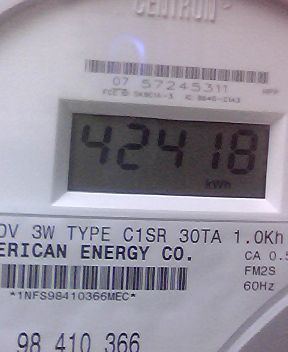 CENTRON
07 57245311
42418
kWh
0V 3W TYPE C1SR 30TA 1.0Kh
ERICAN ENERGY CO. CA 0.5
FM2S
*1NFS98410366MEC* 60Hz
98 410 366